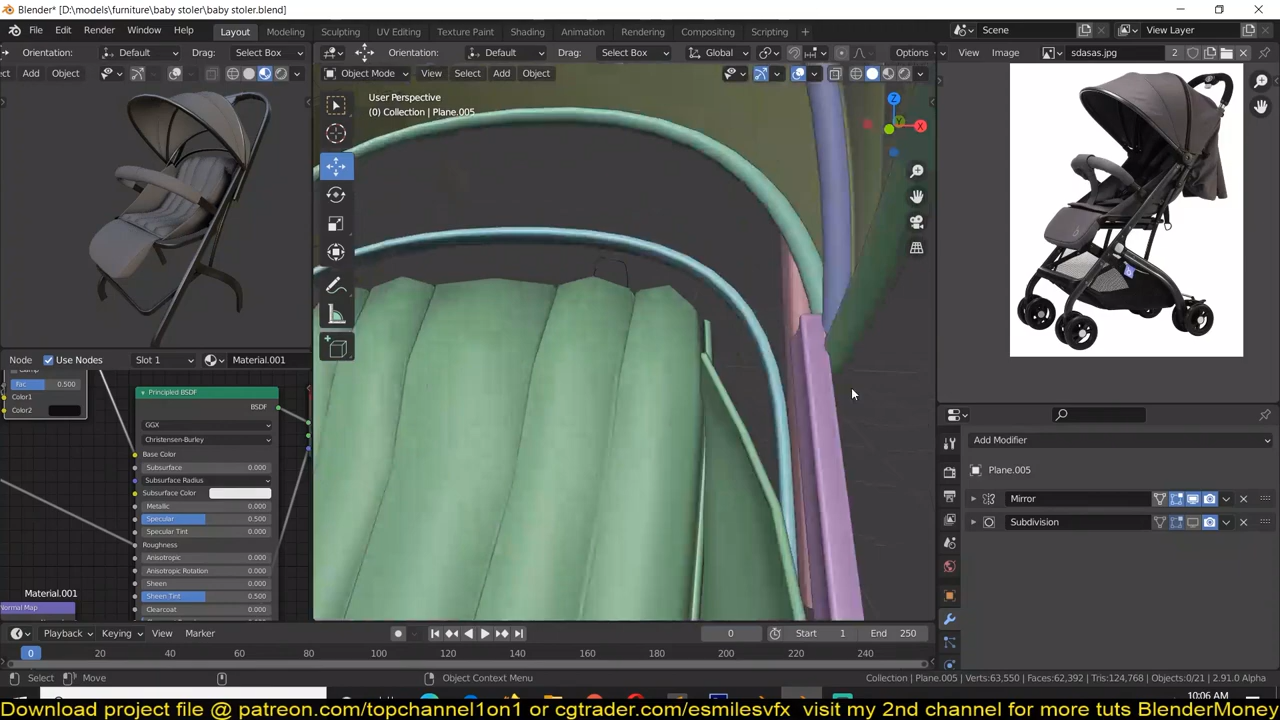 Blender* [D:\models\furniture\baby stoler\baby stoler.blend]
File Edit Render Window Help Layout Modeling Sculpting UV Editing Texture Paint Shading Animation Rendering Compositing Scripting + Scene View Layer
Orientation: Default Drag: Select Box Orientation: Default Drag: Select Box Global Options View Image sdasas.jpg 2
Add Object Object Mode View Select Add Object
User Perspective
(0) Collection | Plane.005
Z
Y
X
Node Use Nodes Slot 1 Material.001
Fac 0.500
Color1
Color2
Principled BSDF
BSDF
GGX
Christensen-Burley
Base Color
Subsurface 0.000
Subsurface Radius
Subsurface Color
Metallic 0.000
Specular 0.500
Specular Tint 0.000
Roughness
Anisotropic 0.000
Anisotropic Rotation 0.000
Sheen 0.000
Sheen Tint 0.500
Clearcoat 0.000
Material.001
Normal Map
Add Modifier
Plane.005
Mirror
Subdivision
Playback Keying View Marker 0 Start 1 End 250
0 20 40 60 80 100 120 140 160 180 200 220 240
Select Move Object Context Menu Collection | Plane.005 | Verts:63,550 | Faces:62,392 | Tris:124,768 | Objects:0/21 | 2.91.0 Alpha
10:06 AM
Download project file @ patreon.com/topchannel1on1 or cgtrader.com/esmilesvfx visit my 2nd channel for more tuts BlenderMoney